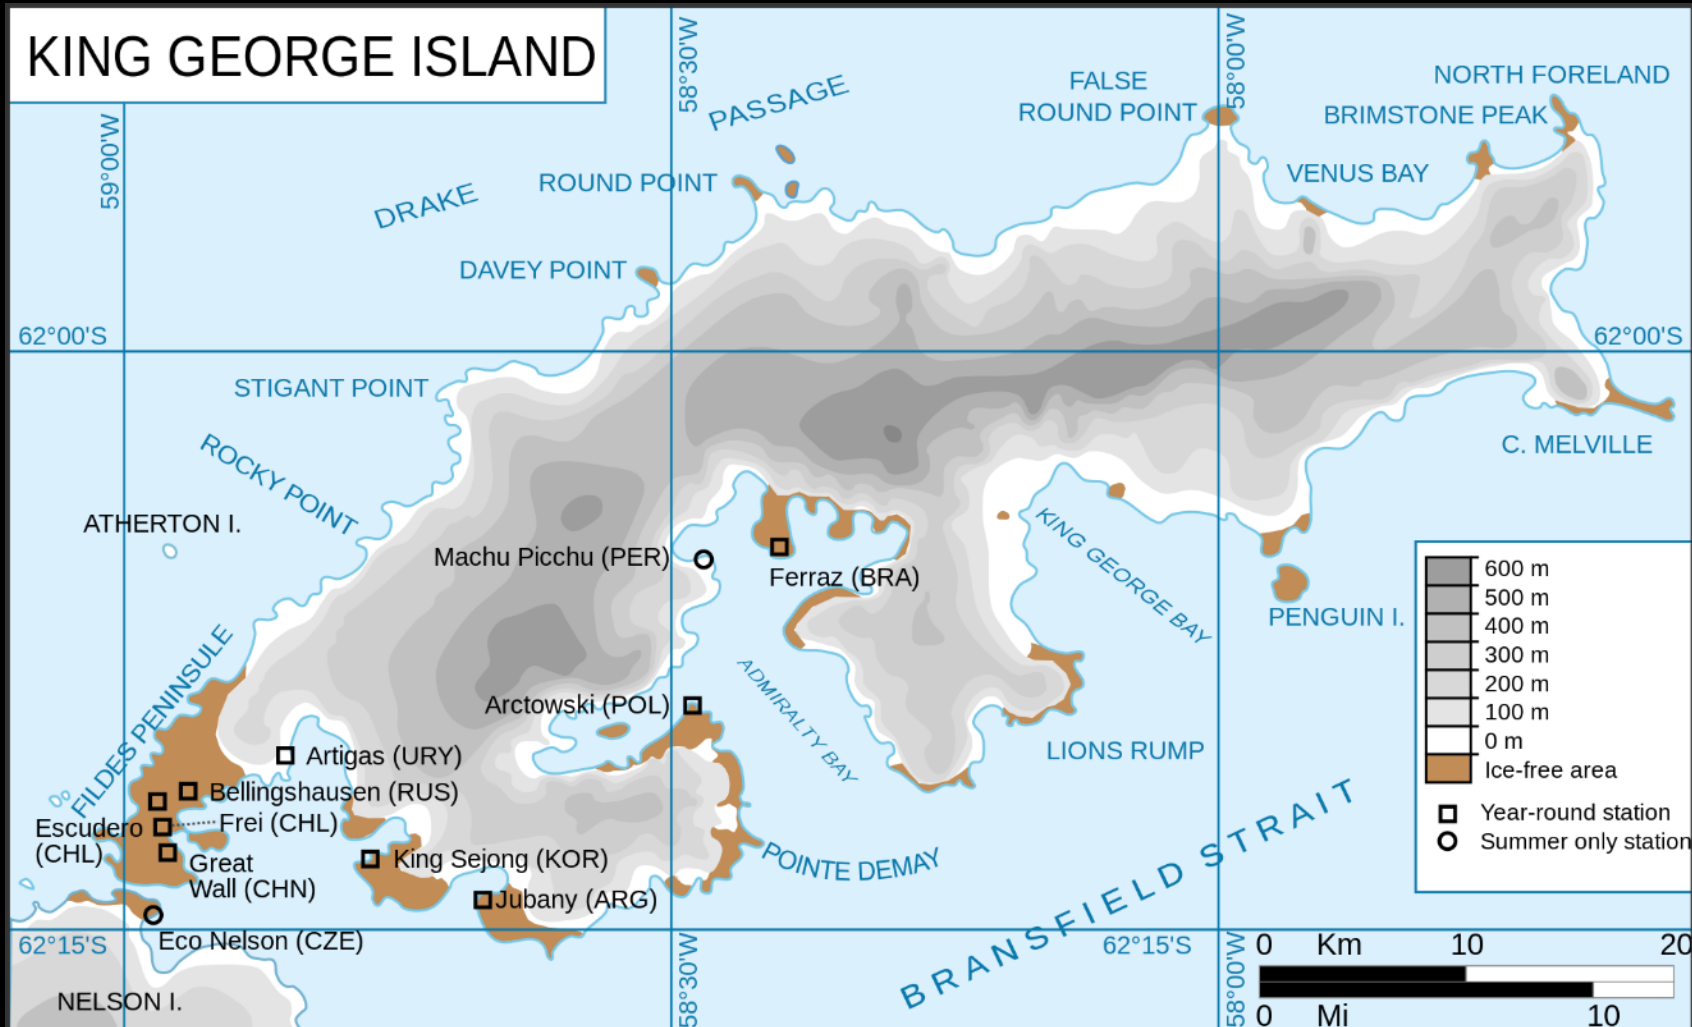 KING GEORGE ISLAND
59°00'W
58°30'W
58°00'W
PASSAGE
DRAKE
FALSE
ROUND POINT
NORTH FORELAND
BRIMSTONE PEAK
VENUS BAY
ROUND POINT
DAVEY POINT
62°00'S
62°00'S
STIGANT POINT
ROCKY POINT
C. MELVILLE
ATHERTON I.
Machu Picchu (PER)
Ferraz (BRA)
KING GEORGE BAY
PENGUIN I.
FILDES PENINSULE
Arctowski (POL)
ADMIRALTY BAY
LIONS RUMP
Artigas (URY)
Bellingshausen (RUS)
Frei (CHL)
Escudero
(CHL)
Great
Wall (CHN)
King Sejong (KOR)
Jubany (ARG)
POINTE DEMAY
BRANSFIELD STRAIT
Eco Nelson (CZE)
62°15'S
62°15'S
58°30'W
58°00'W
NELSON I.
600 m
500 m
400 m
300 m
200 m
100 m
0 m
Ice-free area
Year-round station
Summer only station
0 Km 10 20
0 Mi 10